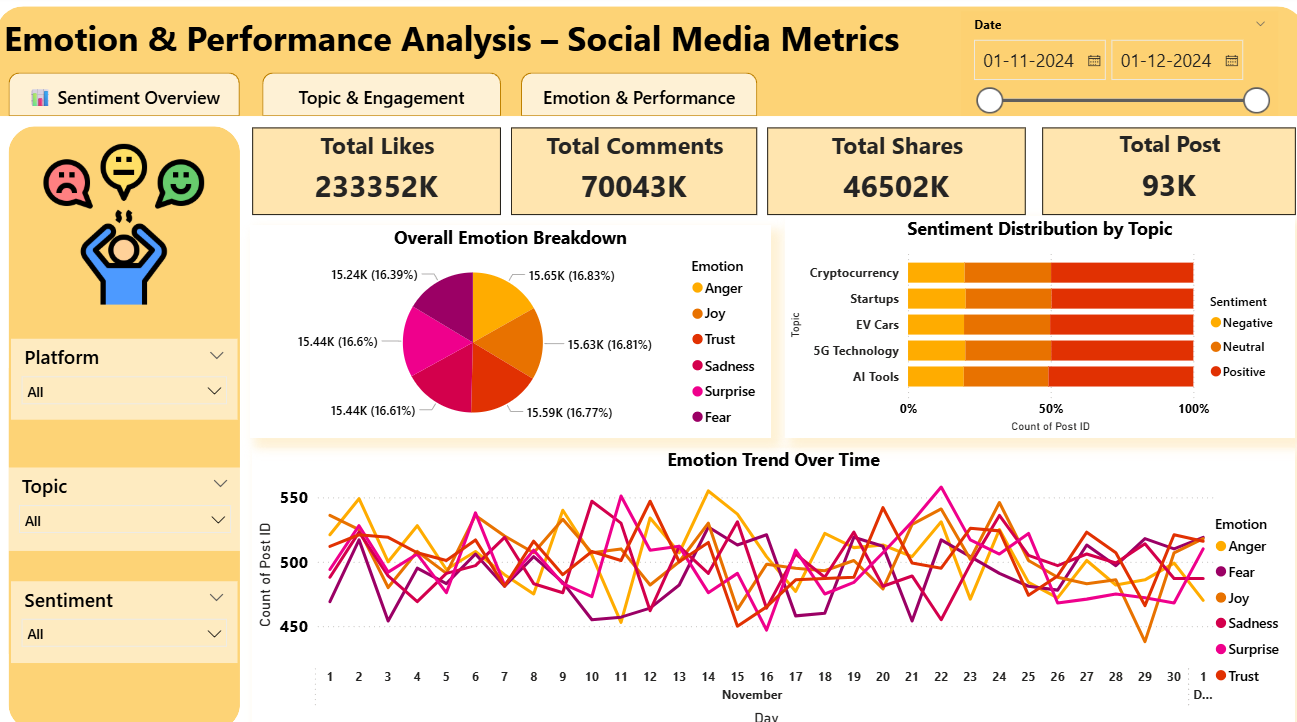 Emotion & Performance Analysis – Social Media Metrics
Date
01-11-2024
01-12-2024
Sentiment Overview
Topic & Engagement
Emotion & Performance
Total Likes
233352K
Total Comments
70043K
Total Shares
46502K
Total Post
93K
Platform
All
Topic
All
Sentiment
All
Overall Emotion Breakdown
15.24K (16.39%)
15.65K (16.83%)
15.44K (16.6%)
15.63K (16.81%)
15.44K (16.61%)
15.59K (16.77%)
Emotion
Anger
Joy
Trust
Sadness
Surprise
Fear
Sentiment Distribution by Topic
Topic
Cryptocurrency
Startups
EV Cars
5G Technology
AI Tools
0% 50% 100%
Count of Post ID
Sentiment
Negative
Neutral
Positive
Emotion Trend Over Time
Count of Post ID
550
500
450
1 2 3 4 5 6 7 8 9 10 11 12 13 14 15 16 17 18 19 20 21 22 23 24 25 26 27 28 29 30 1
November D...
Day
Emotion
Anger
Fear
Joy
Sadness
Surprise
Trust